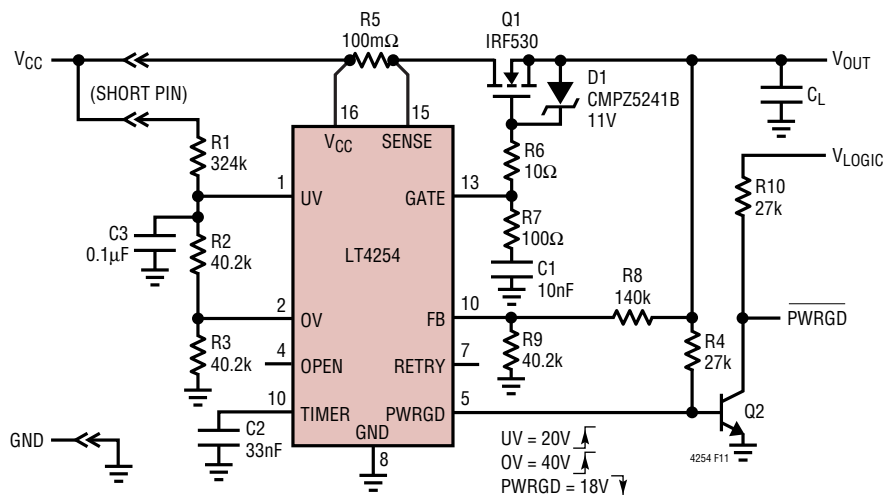 R5
100mΩ
Q1
IRF530
VCC
VOUT
D1
CMPZ5241B
11V
CL
(SHORT PIN)
16
15
VCC
SENSE
R1
324k
R6
10Ω
VLOGIC
1
UV
GATE
13
R10
27k
C3
0.1µF
R2
40.2k
LT4254
R7
100Ω
C1
10nF
R8
140k
2
OV
FB
10
PWRGD
R3
40.2k
4
OPEN
R9
40.2k
RETRY
7
R4
27k
10
TIMER
PWRGD
5
Q2
GND
C2
33nF
GND
8
UV = 20V
OV = 40V
PWRGD = 18V
4254 F11